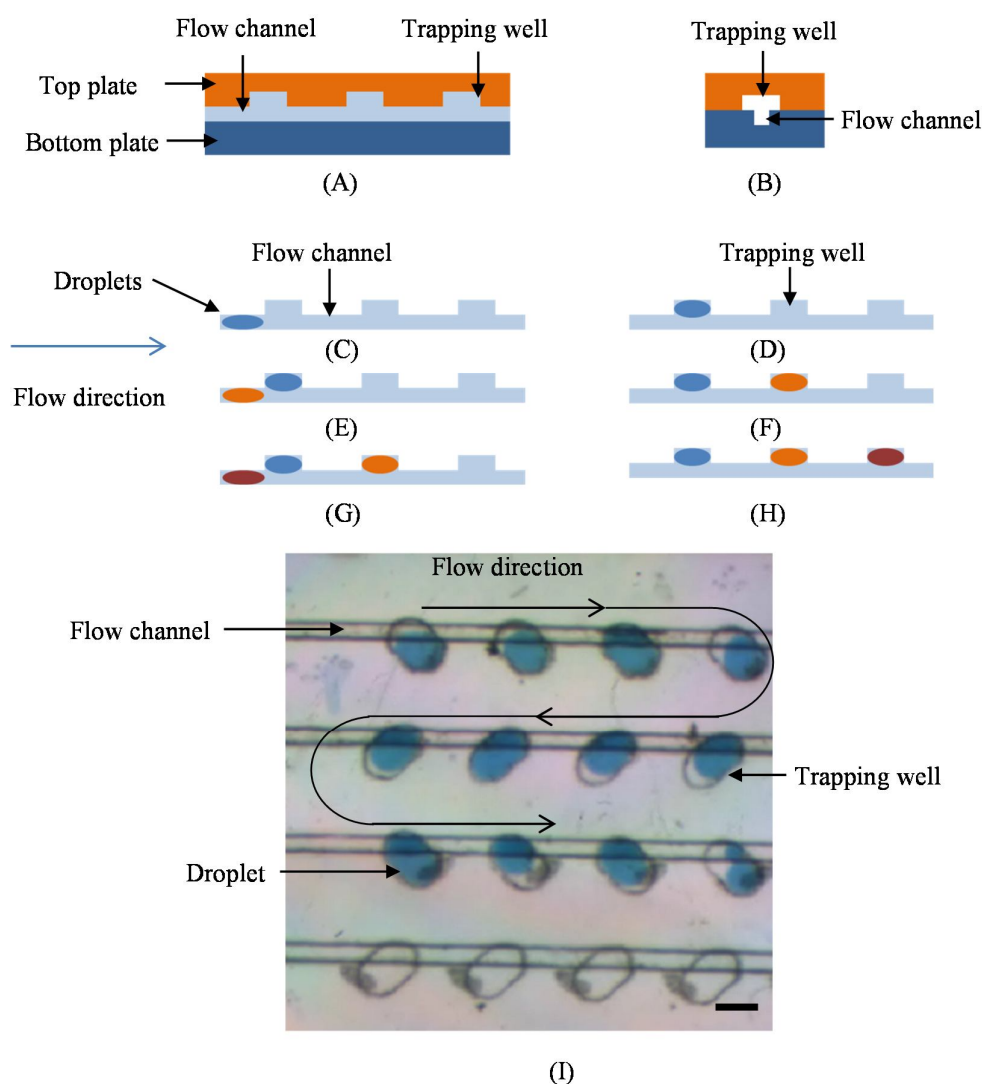 Flow channel
Trapping well
Top plate
Bottom plate
(A)
Trapping well
Flow channel
(B)
Droplets
Flow channel
Trapping well
(C)
(D)
Flow direction
(E)
(F)
(G)
(H)
Flow direction
Flow channel
Trapping well
Droplet
(I)